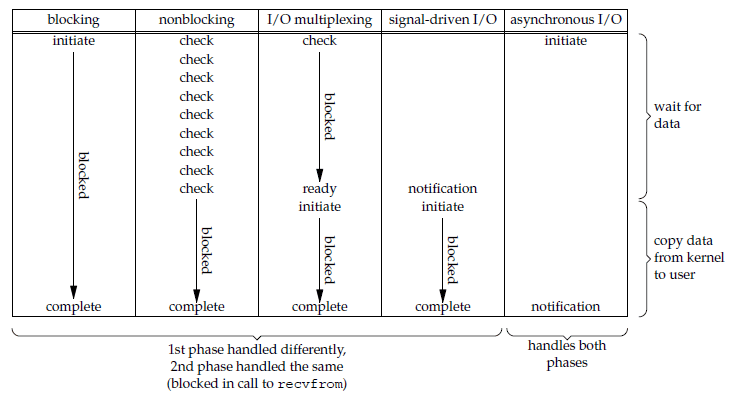 blocking nonblocking I/O multiplexing signal-driven I/O asynchronous I/O
initiate check check initiate
check
check
check
check
check
check
check
check ready notification
initiate initiate
blocked
blocked
blocked
blocked
blocked
complete complete complete complete notification
wait for
data
copy data
from kernel
to user
1st phase handled differently,
2nd phase handled the same
(blocked in call to recvfrom)
handles both
phases